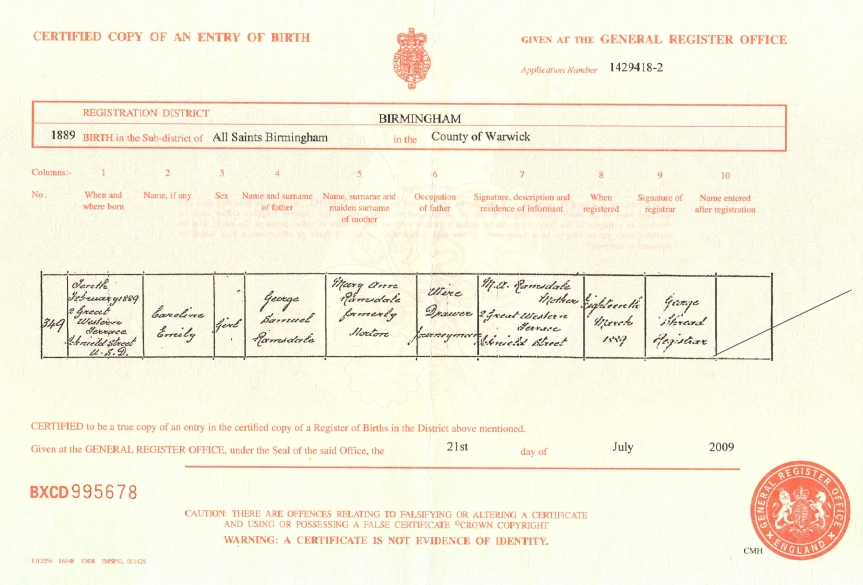 CERTIFIED COPY OF AN ENTRY OF BIRTH
GIVEN AT THE GENERAL REGISTER OFFICE
Application Number 1429418-2
REGISTRATION DISTRICT BIRMINGHAM
1889 BIRTH in the Sub-district of All Saints Birmingham in the County of Warwick
Columns:- 1 2 3 4 5 6 7 8 9 10
No. When and where born Name, if any Sex Name and surname of father Name, surname and maiden surname of mother Occupation of father Signature, description and residence of informant When registered Signature of registrar Name entered after registration
349
Tenth
February 1889
2 Great
Western
Terrace
Icknield Street
U.S.D.
Caroline
Emily
Girl
George
Samuel
Ramsdale
Mary Ann
Ramsdale
formerly
Norton
Wire
Drawer
Journeyman
M.A. Ramsdale
Mother
2 Great Western
Terrace
Icknield Street
Eighteenth
March
1889
George
Registrar
CERTIFIED to be a true copy of an entry in the certified copy of a Register of Births in the District above mentioned.
Given at the GENERAL REGISTER OFFICE, under the Seal of the said Office, the 21st day of July 2009
BXCD 995678
CAUTION: THERE ARE OFFENCES RELATING TO FALSIFYING OR ALTERING A CERTIFICATE
AND USING OR POSSESSING A FALSE CERTIFICATE ©CROWN COPYRIGHT
WARNING: A CERTIFICATE IS NOT EVIDENCE OF IDENTITY.
GENERAL REGISTER OFFICE
ENGLAND
CMH